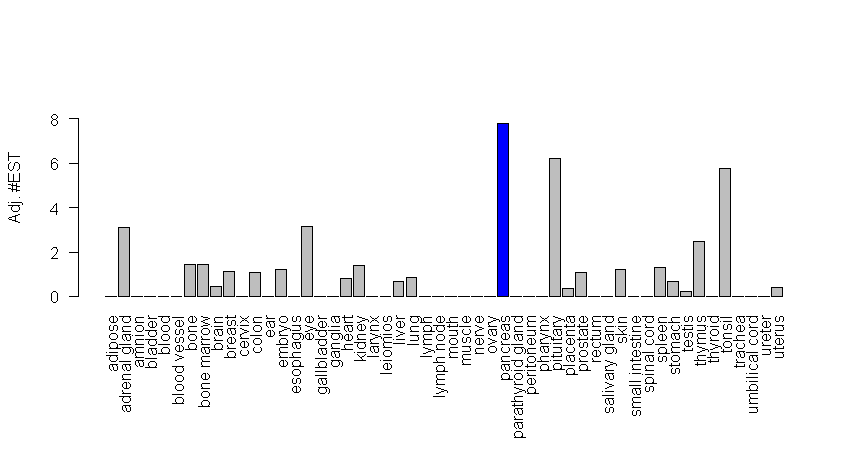 Adj. #EST
8
6
4
2
0
adipose
adrenal gland
amnion
bladder
blood
blood vessel
bone
bone marrow
brain
breast
cervix
colon
ear
embryo
esophagus
eye
gallbladder
ganglia
heart
kidney
larynx
leiomios
liver
lung
lymph
lymph node
mouth
muscle
nerve
ovary
pancreas
parathyroid gland
peritoneum
pharynx
pituitary
placenta
prostate
rectum
salivary gland
skin
small intestine
spinal cord
spleen
stomach
testis
thymus
thyroid
tonsil
trachea
umbilical cord
ureter
uterus